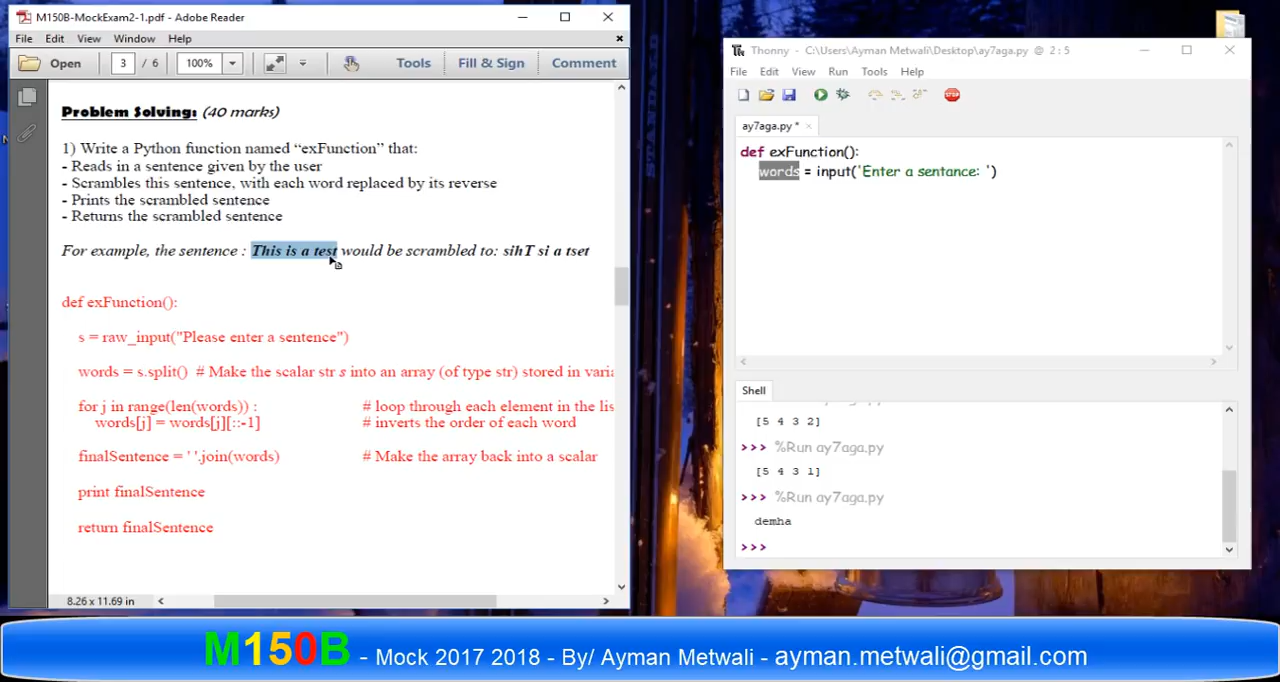 M150B-MockExam2-1.pdf - Adobe Reader
File Edit View Window Help
Open 3 / 6 100% Tools Fill & Sign Comment
Problem Solving: (40 marks)
1) Write a Python function named “exFunction” that:
- Reads in a sentence given by the user
- Scrambles this sentence, with each word replaced by its reverse
- Prints the scrambled sentence
- Returns the scrambled sentence
For example, the sentence : This is a test would be scrambled to: sihT si a tset
def exFunction():
s = raw_input("Please enter a sentence")
words = s.split() # Make the scalar str s into an array (of type str) stored in varia
for j in range(len(words)) : # loop through each element in the lis
words[j] = words[j][::-1] # inverts the order of each word
finalSentence = ' '.join(words) # Make the array back into a scalar
print finalSentence
return finalSentence
8.26 x 11.69 in
Thonny - C:\Users\Ayman Metwali\Desktop\ay7aga.py @ 2 : 5
File Edit View Run Tools Help
STOP
ay7aga.py *
def exFunction():
words = input('Enter a sentance: ')
Shell
[5 4 3 2]
>>> %Run ay7aga.py
[5 4 3 1]
>>> %Run ay7aga.py
demha
>>>
M150B - Mock 2017 2018 - By/ Ayman Metwali - ayman.metwali@gmail.com